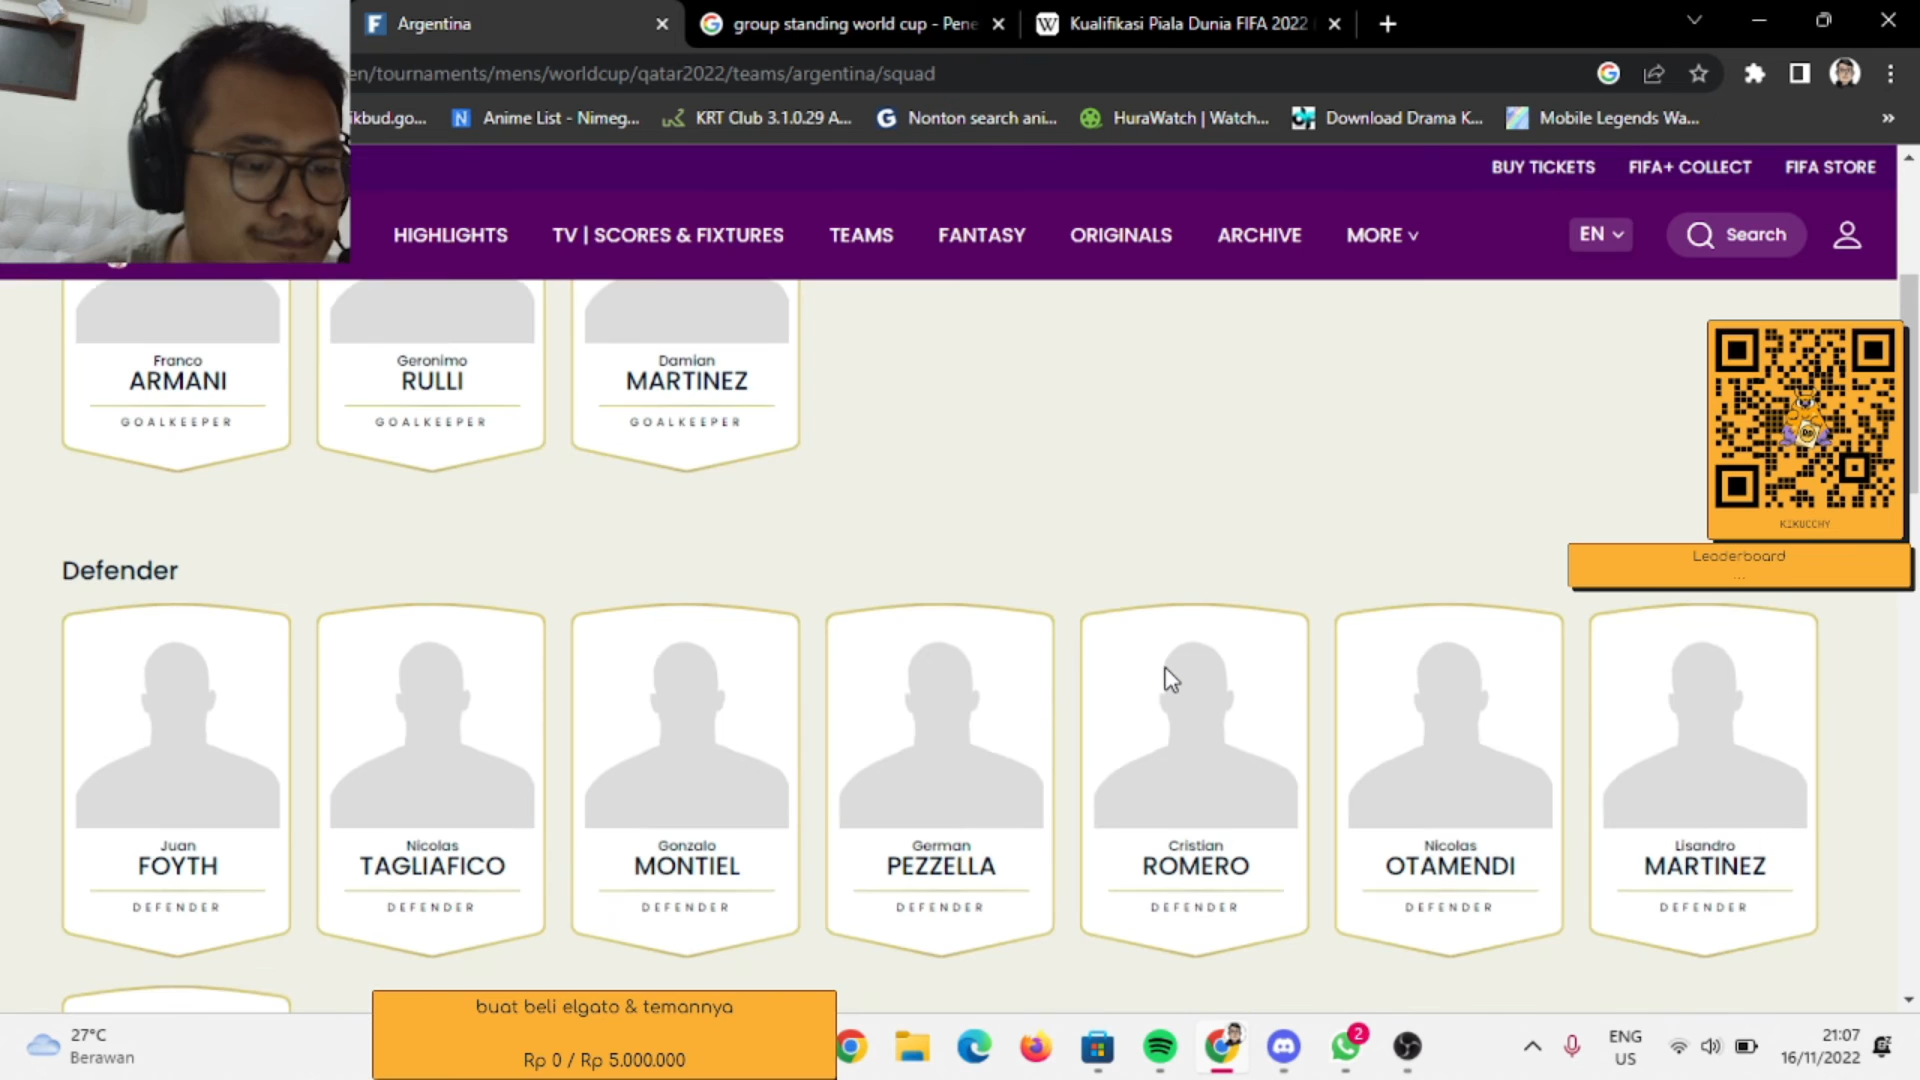 Argentina
group standing world cup - Pene
Kualifikasi Piala Dunia FIFA 2022
en/tournaments/mens/worldcup/qatar2022/teams/argentina/squad
ikbud.go...
Anime List - Nimeg...
KRT Club 3.1.0.29 A...
Nonton search ani...
HuraWatch | Watch...
Download Drama K...
Mobile Legends Wa...
»
BUY TICKETS
FIFA+ COLLECT
FIFA STORE
HIGHLIGHTS
TV | SCORES & FIXTURES
TEAMS
FANTASY
ORIGINALS
ARCHIVE
MORE
EN
Search
Franco
ARMANI
GOALKEEPER
Geronimo
RULLI
GOALKEEPER
Damian
MARTINEZ
GOALKEEPER
KIKUCCHY
Leaderboard
...
Defender
Juan
FOYTH
DEFENDER
Nicolas
TAGLIAFICO
DEFENDER
Gonzalo
MONTIEL
DEFENDER
German
PEZZELLA
DEFENDER
Cristian
ROMERO
DEFENDER
Nicolas
OTAMENDI
DEFENDER
Lisandro
MARTINEZ
DEFENDER
buat beli elgato & temannya
Rp 0 / Rp 5.000.000
27°C
Berawan
2
ENG
US
21:07
16/11/2022